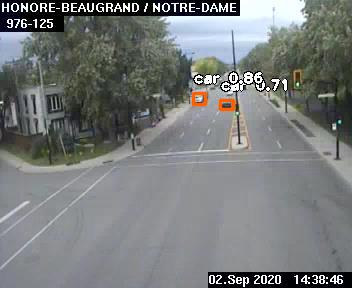 HONORE-BEAUGRAND / NOTRE-DAME
976-125
car 0.86
car 0.71
02.Sep 2020 14:38:46